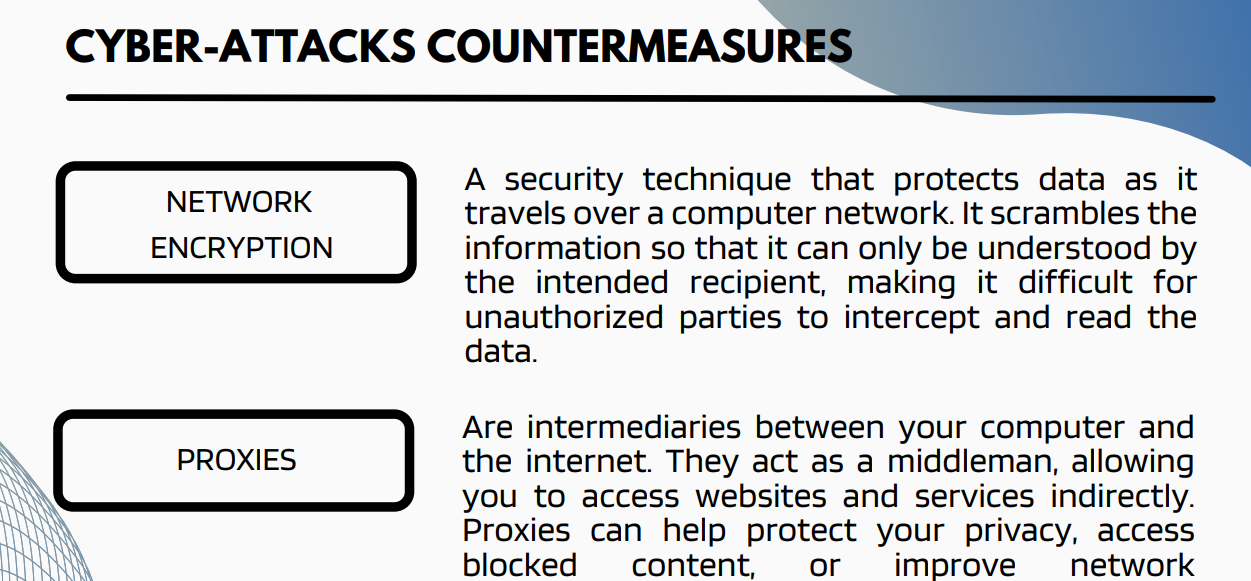 CYBER-ATTACKS COUNTERMEASURES
NETWORK
ENCRYPTION
A security technique that protects data as it
travels over a computer network. It scrambles the
information so that it can only be understood by
the intended recipient, making it difficult for
unauthorized parties to intercept and read the
data.
PROXIES
Are intermediaries between your computer and
the internet. They act as a middleman, allowing
you to access websites and services indirectly.
Proxies can help protect your privacy, access
blocked content, or improve network